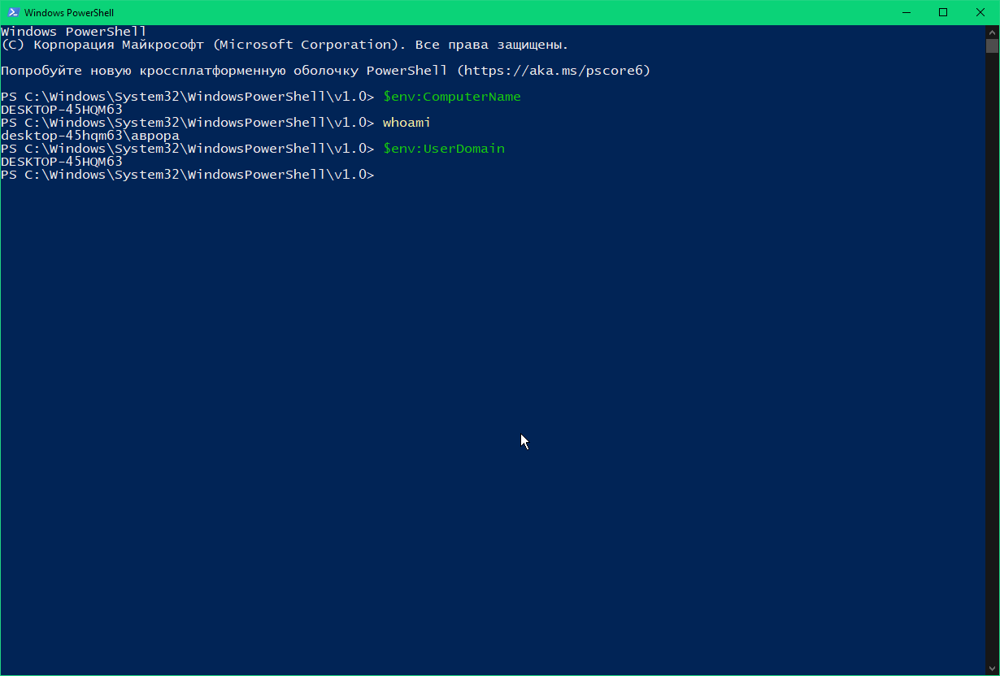 Windows PowerShell
Windows PowerShell
(C) Корпорация Майкрософт (Microsoft Corporation). Все права защищены.
Попробуйте новую кроссплатформенную оболочку PowerShell (https://aka.ms/pscore6)
PS C:\Windows\System32\WindowsPowerShell\v1.0> $env:ComputerName
DESKTOP-45HQM63
PS C:\Windows\System32\WindowsPowerShell\v1.0> whoami
desktop-45hqm63\аврора
PS C:\Windows\System32\WindowsPowerShell\v1.0> $env:UserDomain
DESKTOP-45HQM63
PS C:\Windows\System32\WindowsPowerShell\v1.0>